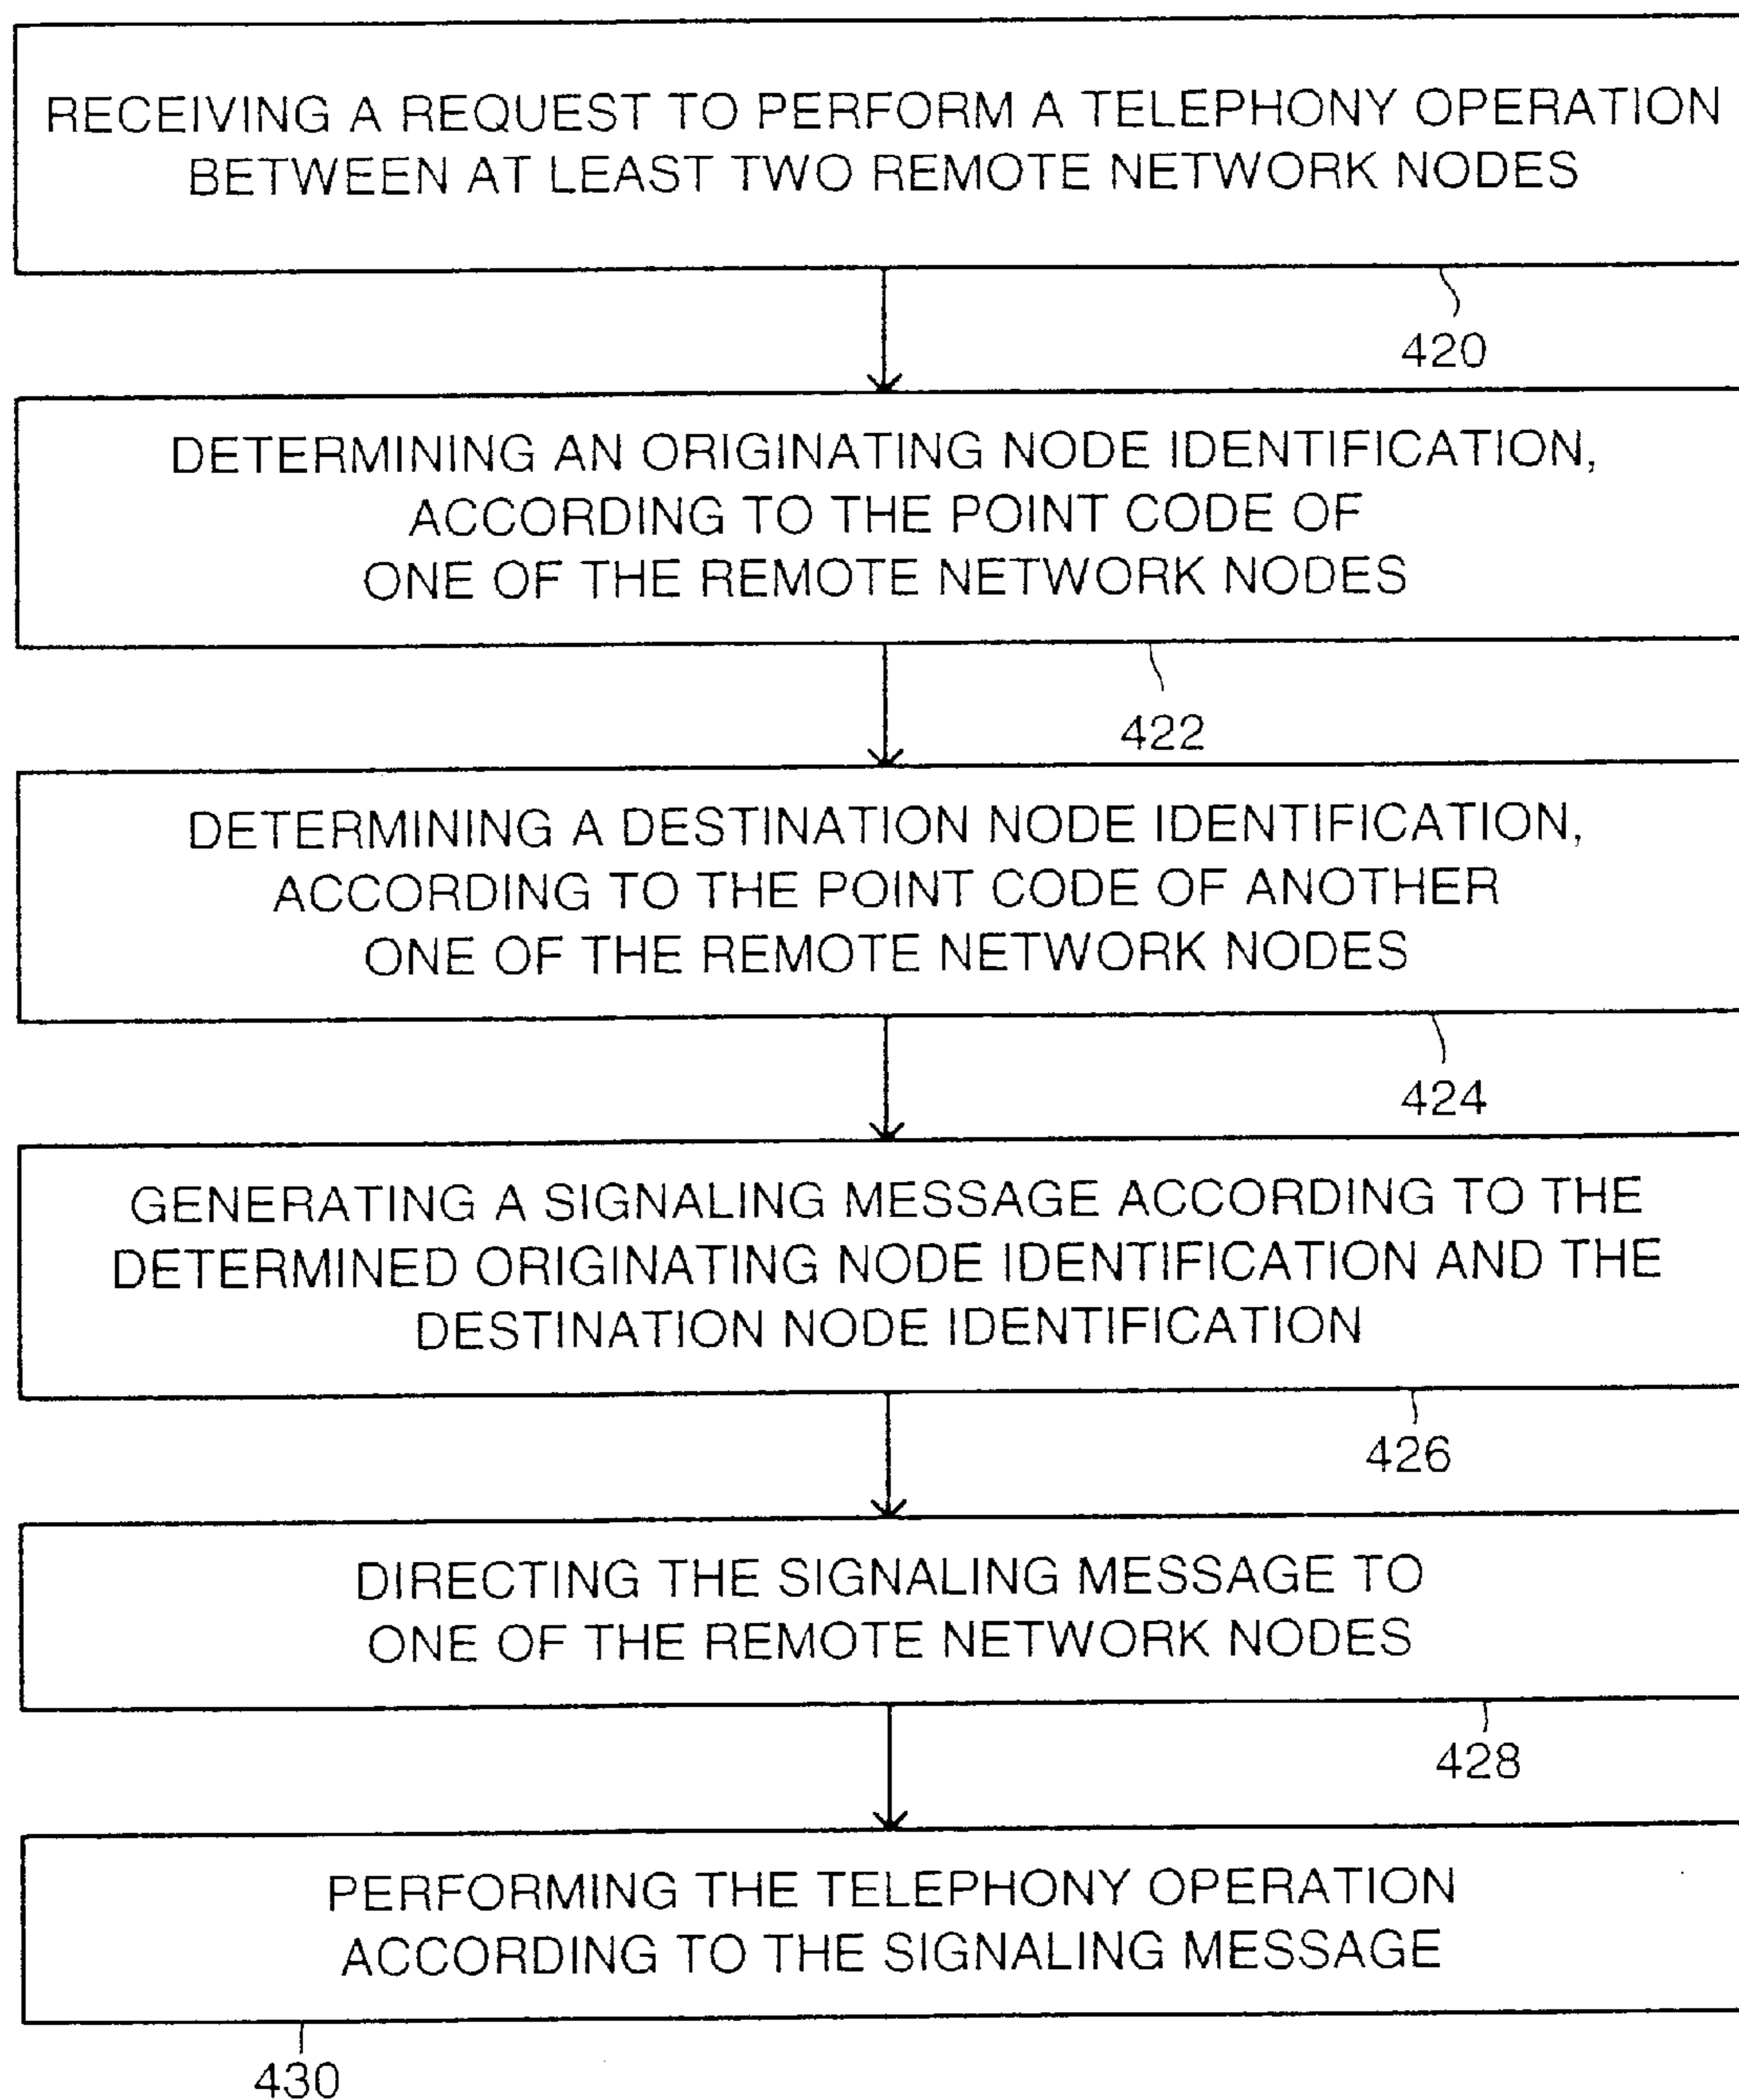 RECEIVING A REQUEST TO PERFORM A TELEPHONY OPERATION
BETWEEN AT LEAST TWO REMOTE NETWORK NODES
420
DETERMINING AN ORIGINATING NODE IDENTIFICATION,
ACCORDING TO THE POINT CODE OF
ONE OF THE REMOTE NETWORK NODES
422
DETERMINING A DESTINATION NODE IDENTIFICATION,
ACCORDING TO THE POINT CODE OF ANOTHER
ONE OF THE REMOTE NETWORK NODES
424
GENERATING A SIGNALING MESSAGE ACCORDING TO THE
DETERMINED ORIGINATING NODE IDENTIFICATION AND THE
DESTINATION NODE IDENTIFICATION
426
DIRECTING THE SIGNALING MESSAGE TO
ONE OF THE REMOTE NETWORK NODES
428
PERFORMING THE TELEPHONY OPERATION
ACCORDING TO THE SIGNALING MESSAGE
430